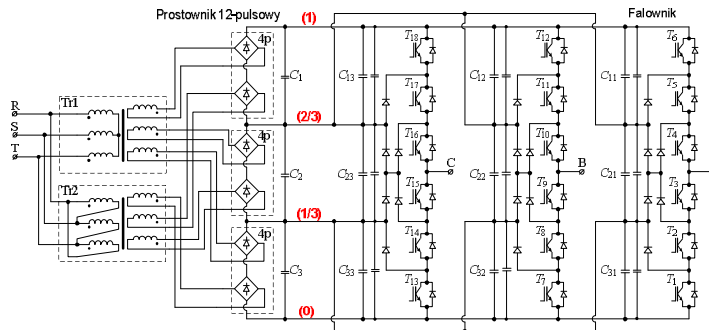 Prostownik 12-pulsowy
(1)
Falownik
4p
T18
T12
T6
C1
C13
C12
C11
T17
T11
T5
Tr1
R
S
T
(2/3)
4p
T16
T10
T4
C2
C23
C22
C21
C
B
T15
T9
T3
Tr2
(1/3)
4p
T14
T8
T2
C3
C33
C32
C31
T13
T7
T1
(0)